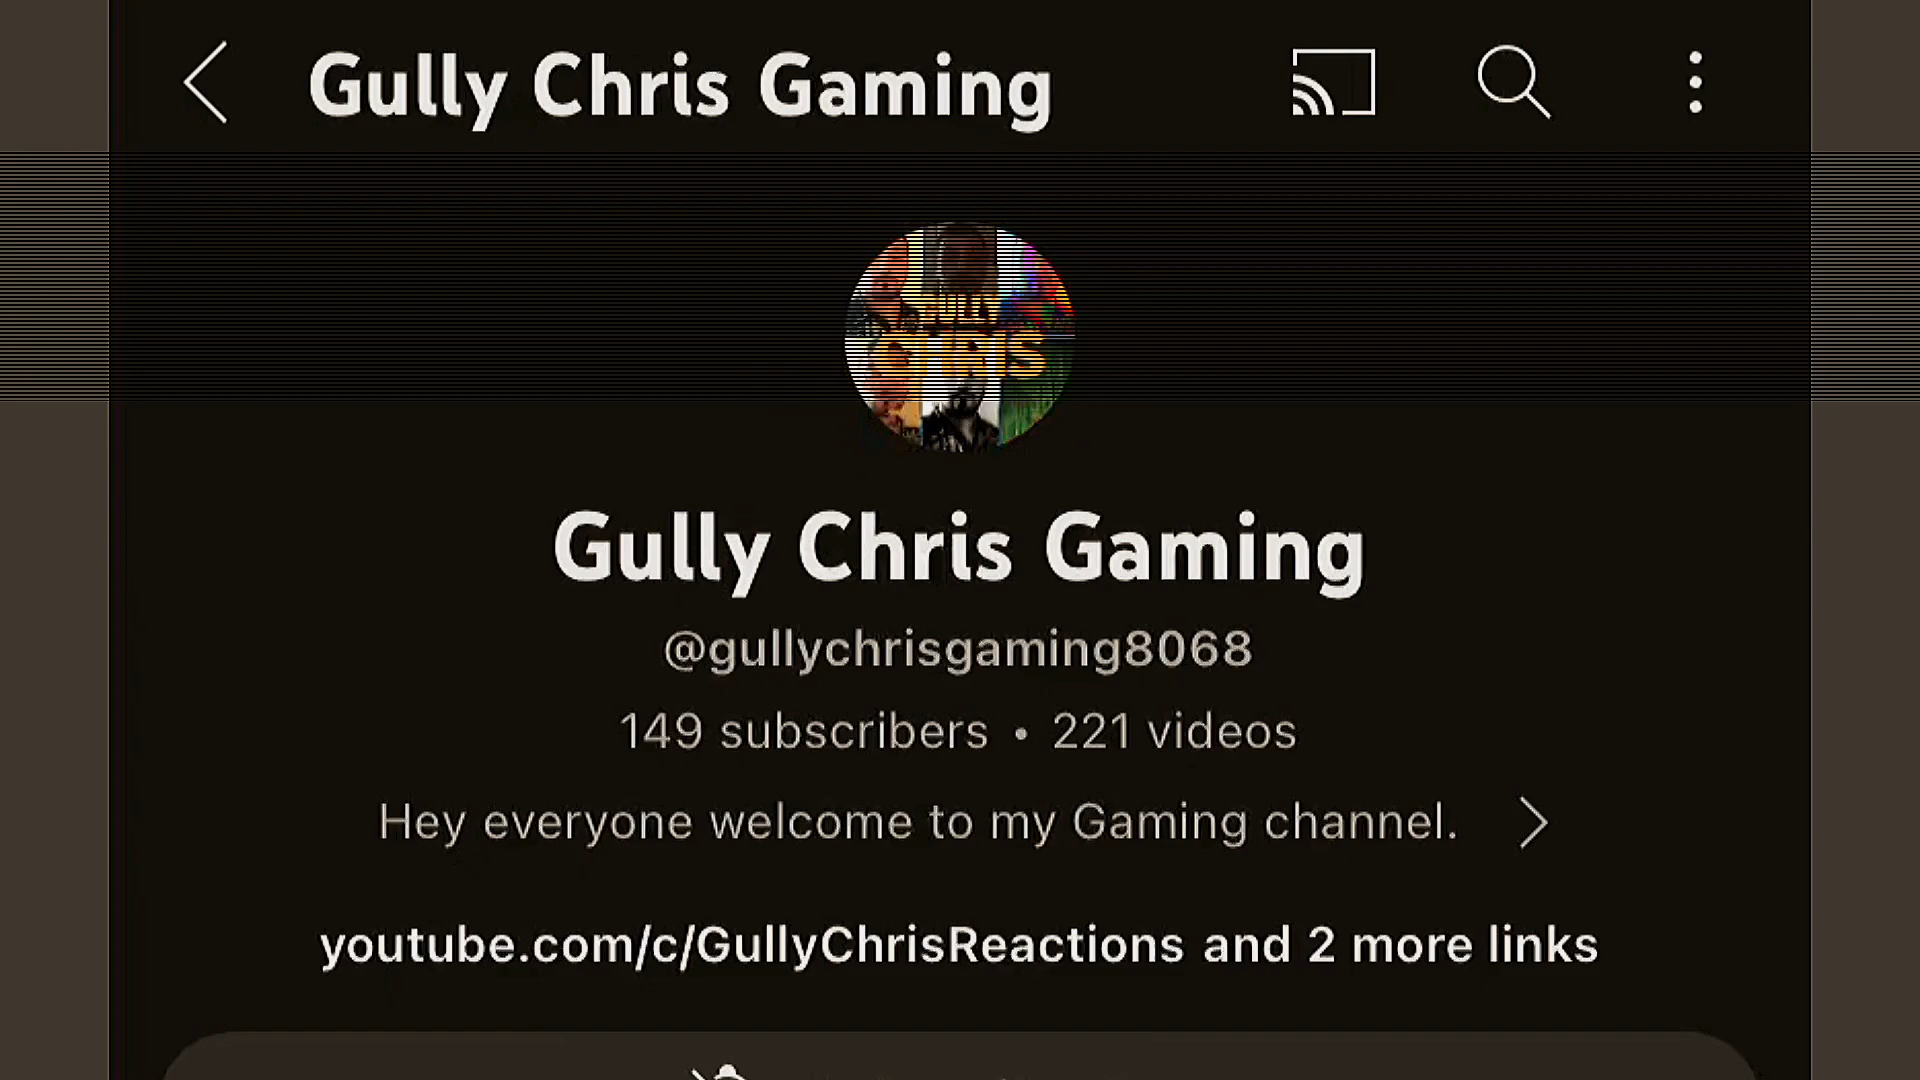 Gully Chris Gaming
CHRIS
Gully Chris Gaming
@gullychrisgaming8068
149 subscribers • 221 videos
Hey everyone welcome to my Gaming channel.
youtube.com/c/GullyChrisReactions and 2 more links